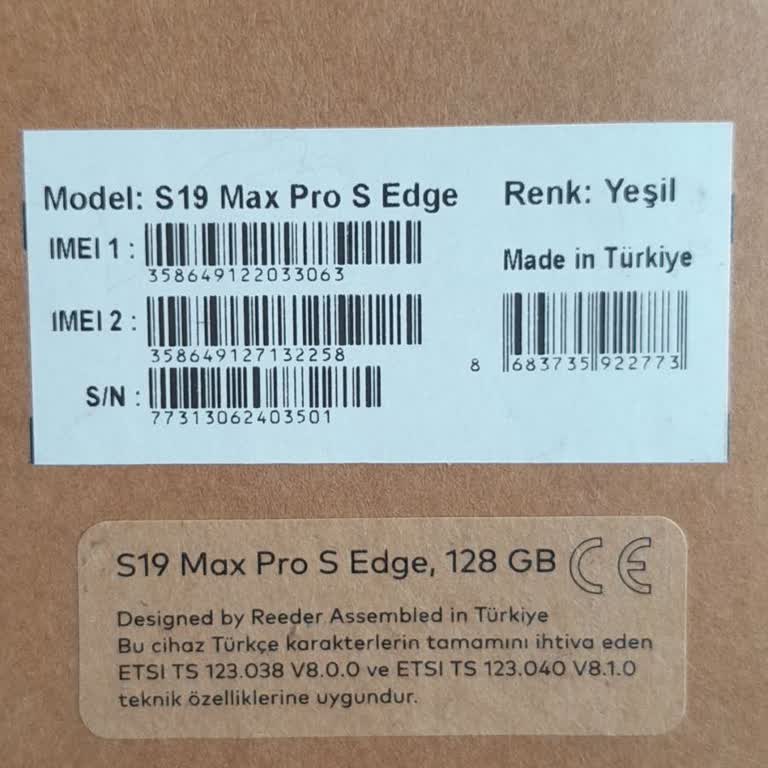 Model: S19 Max Pro S Edge
Renk: Yeşil
IMEI 1 :
358649122033063
Made in Türkiye
IMEI 2 :
358649127132258
8 683735 922773
S/N :
77313062403501
S19 Max Pro S Edge, 128 GB CE
Designed by Reeder Assembled in Türkiye
Bu cihaz Türkçe karakterlerin tamamını ihtiva eden
ETSI TS 123.038 V8.0.0 ve ETSI TS 123.040 V8.1.0
teknik özelliklerine uygundur.